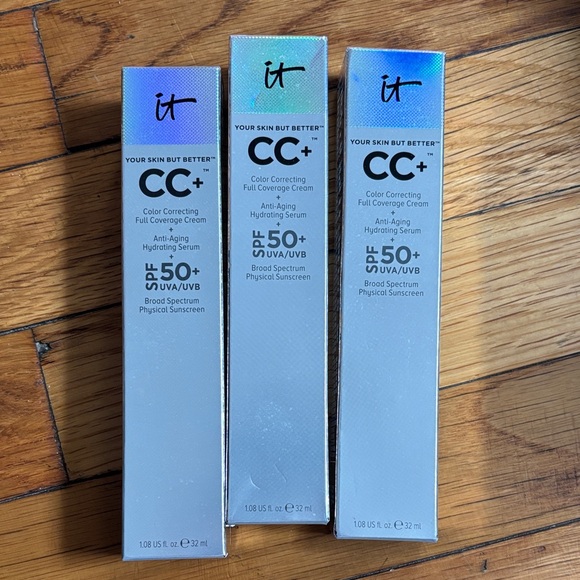 it
YOUR SKIN BUT BETTER™
CC+™
Color Correcting
Full Coverage Cream
+
Anti-Aging
Hydrating Serum
+
SPF 50+
UVA/UVB
Broad Spectrum
Physical Sunscreen
1.08 US fl. oz. ℮ 32 ml
it
YOUR SKIN BUT BETTER™
CC+™
Color Correcting
Full Coverage Cream
+
Anti-Aging
Hydrating Serum
+
SPF 50+
UVA/UVB
Broad Spectrum
Physical Sunscreen
1.08 US fl. oz. ℮ 32 ml
it
YOUR SKIN BUT BETTER™
CC+™
Color Correcting
Full Coverage Cream
+
Anti-Aging
Hydrating Serum
+
SPF 50+
UVA/UVB
Broad Spectrum
Physical Sunscreen
1.08 US fl. oz. ℮ 32 ml